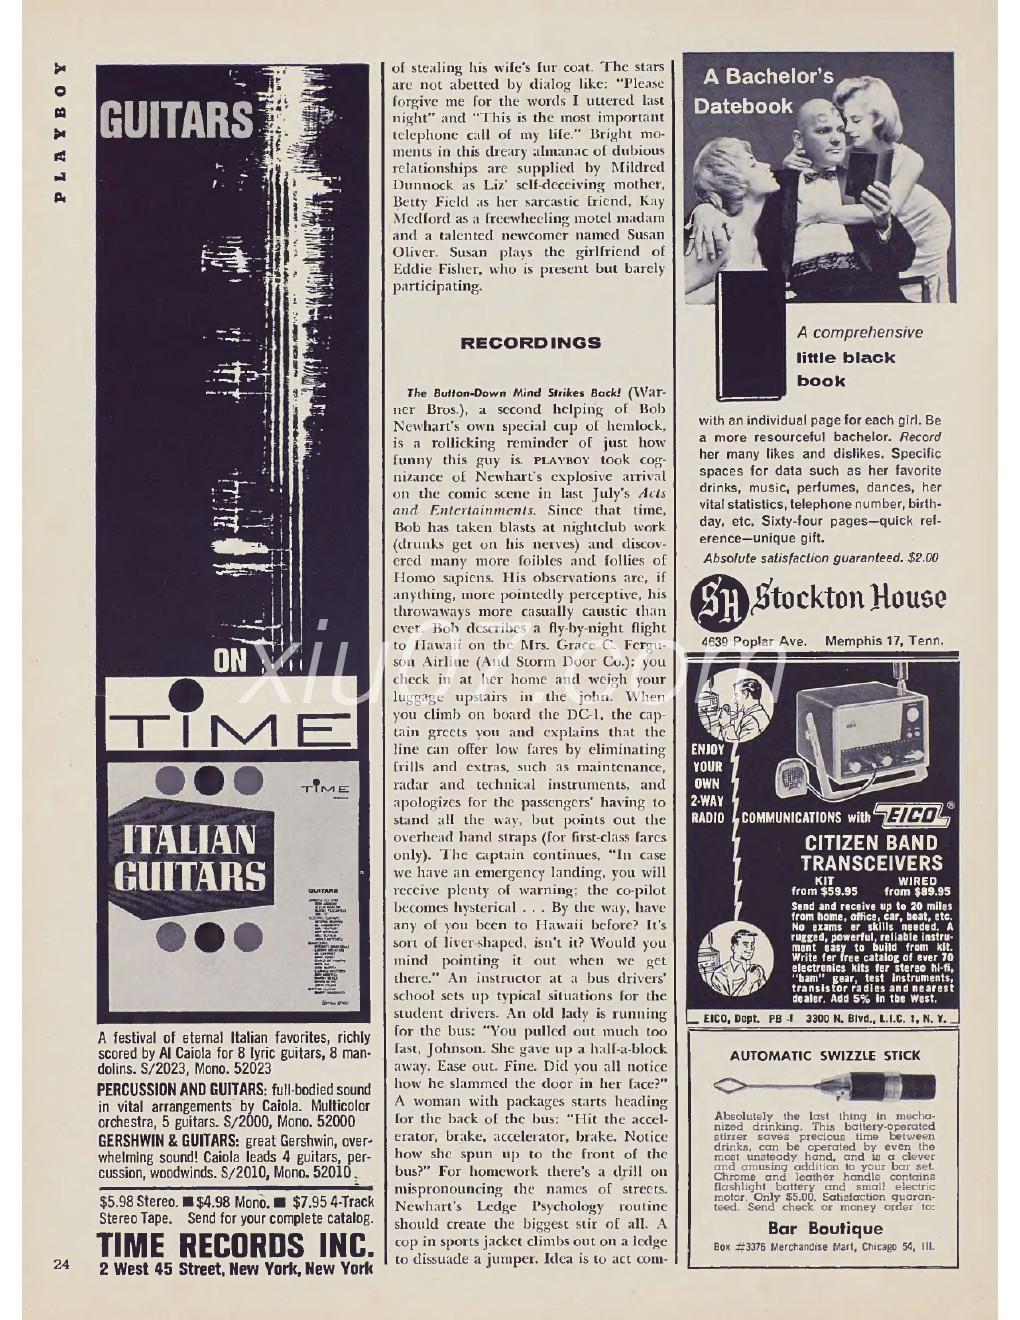 PLAYBOY
GUITARS
ON
TIME
TIME
ITALIAN
GUITARS
GUITARS
A festival of eternal Italian favorites, richly
scored by Al Caiola for 8 lyric guitars, 8 man-
dolins. S/2023, Mono. 52023
PERCUSSION AND GUITARS: full-bodied sound
in vital arrangements by Caiola. Multicolor
orchestra, 5 guitars. S/2000, Mono. 52000
GERSHWIN & GUITARS: great Gershwin, over-
whelming sound! Caiola leads 4 guitars, per-
cussion, woodwinds. S/2010, Mono. 52010.
$5.98 Stereo. ■ $4.98 Mono. ■ $7.95 4-Track
Stereo Tape. Send for your complete catalog.
TIME RECORDS INC.
2 West 45 Street, New York, New York
24
of stealing his wife's fur coat. The stars
are not abetted by dialog like: "Please
forgive me for the words I uttered last
night" and "This is the most important
telephone call of my life." Bright mo-
ments in this dreary almanac of dubious
relationships are supplied by Mildred
Dunnock as Liz' self-deceiving mother,
Betty Field as her sarcastic friend, Kay
Medford as a freewheeling motel madam
and a talented newcomer named Susan
Oliver. Susan plays the girlfriend of
Eddie Fisher, who is present but barely
participating.
RECORDINGS
The Button-Down Mind Strikes Back! (War-
ner Bros.), a second helping of Bob
Newhart's own special cup of hemlock,
is a rollicking reminder of just how
funny this guy is. PLAYBOY took cog-
nizance of Newhart's explosive arrival
on the comic scene in last July's Acts
and Entertainments. Since that time,
Bob has taken blasts at nightclub work
(drunks get on his nerves) and discov-
ered many more foibles and follies of
Homo sapiens. His observations are, if
anything, more pointedly perceptive, his
throwaways more casually caustic than
ever. Bob describes a fly-by-night flight
to Hawaii on the Mrs. Grace C. Fergu-
son Airline (And Storm Door Co.): you
check in at her home and weigh your
luggage upstairs in the john. When
you climb on board the DC-1, the cap-
tain greets you and explains that the
line can offer low fares by eliminating
frills and extras, such as maintenance,
radar and technical instruments, and
apologizes for the passengers' having to
stand all the way, but points out the
overhead hand straps (for first-class fares
only). The captain continues, "In case
we have an emergency landing, you will
receive plenty of warning; the co-pilot
becomes hysterical . . . By the way, have
any of you been to Hawaii before? It's
sort of liver-shaped, isn't it? Would you
mind pointing it out when we get
there." An instructor at a bus drivers'
school sets up typical situations for the
student drivers. An old lady is running
for the bus: "You pulled out much too
fast, Johnson. She gave up a half-a-block
away. Ease out. Fine. Did you all notice
how he slammed the door in her face?"
A woman with packages starts heading
for the back of the bus: "Hit the accel-
erator, brake, accelerator, brake. Notice
how she spun up to the front of the
bus?" For homework there's a drill on
mispronouncing the names of streets.
Newhart's Ledge Psychology routine
should create the biggest stir of all. A
cop in sports jacket climbs out on a ledge
to dissuade a jumper. Idea is to act com-
A Bachelor's
Datebook
A comprehensive
little black
book
with an individual page for each girl. Be
a more resourceful bachelor. Record
her many likes and dislikes. Specific
spaces for data such as her favorite
drinks, music, perfumes, dances, her
vital statistics, telephone number, birth-
day, etc. Sixty-four pages—quick ref-
erence—unique gift.
Absolute satisfaction guaranteed. $2.00
SH Stockton House
4639 Poplar Ave. Memphis 17, Tenn.
ENJOY
YOUR
OWN
2-WAY
RADIO COMMUNICATIONS with EICO®
CITIZEN BAND
TRANSCEIVERS
KIT WIRED
from $59.95 from $89.95
Send and receive up to 20 miles
from home, office, car, boat, etc.
No exams or skills needed. A
rugged, powerful, reliable instru-
ment easy to build from kit.
Write for free catalog of over 70
electronics kits for stereo hi-fi,
"ham" gear, test instruments,
transistor radios and nearest
dealer. Add 5% in the West.
EICO, Dept. PB-1 3300 N. Blvd., L.I.C. 1, N. Y.
AUTOMATIC SWIZZLE STICK
Absolutely the last thing in mecha-
nized drinking. This battery-operated
stirrer saves precious time between
drinks, can be operated by even the
most unsteady hand, and is a clever
and amusing addition to your bar set.
Chrome and leather handle contains
flashlight battery and small electric
motor. Only $5.00. Satisfaction guaran-
teed. Send check or money order to:
Bar Boutique
Box #3376 Merchandise Mart, Chicago 54, Ill.
xiu07.com